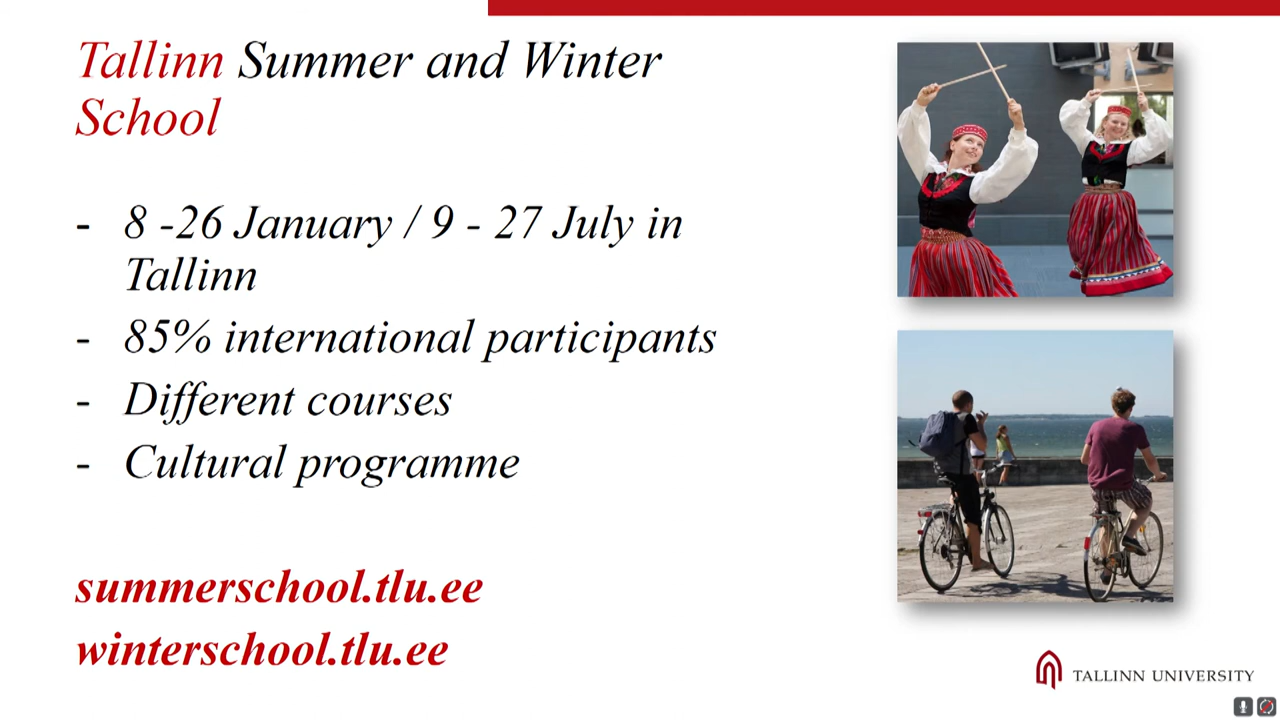 Tallinn Summer and Winter
School
- 8 -26 January / 9 - 27 July in
Tallinn
- 85% international participants
- Different courses
- Cultural programme
summerschool.tlu.ee
winterschool.tlu.ee
TALLINN UNIVERSITY